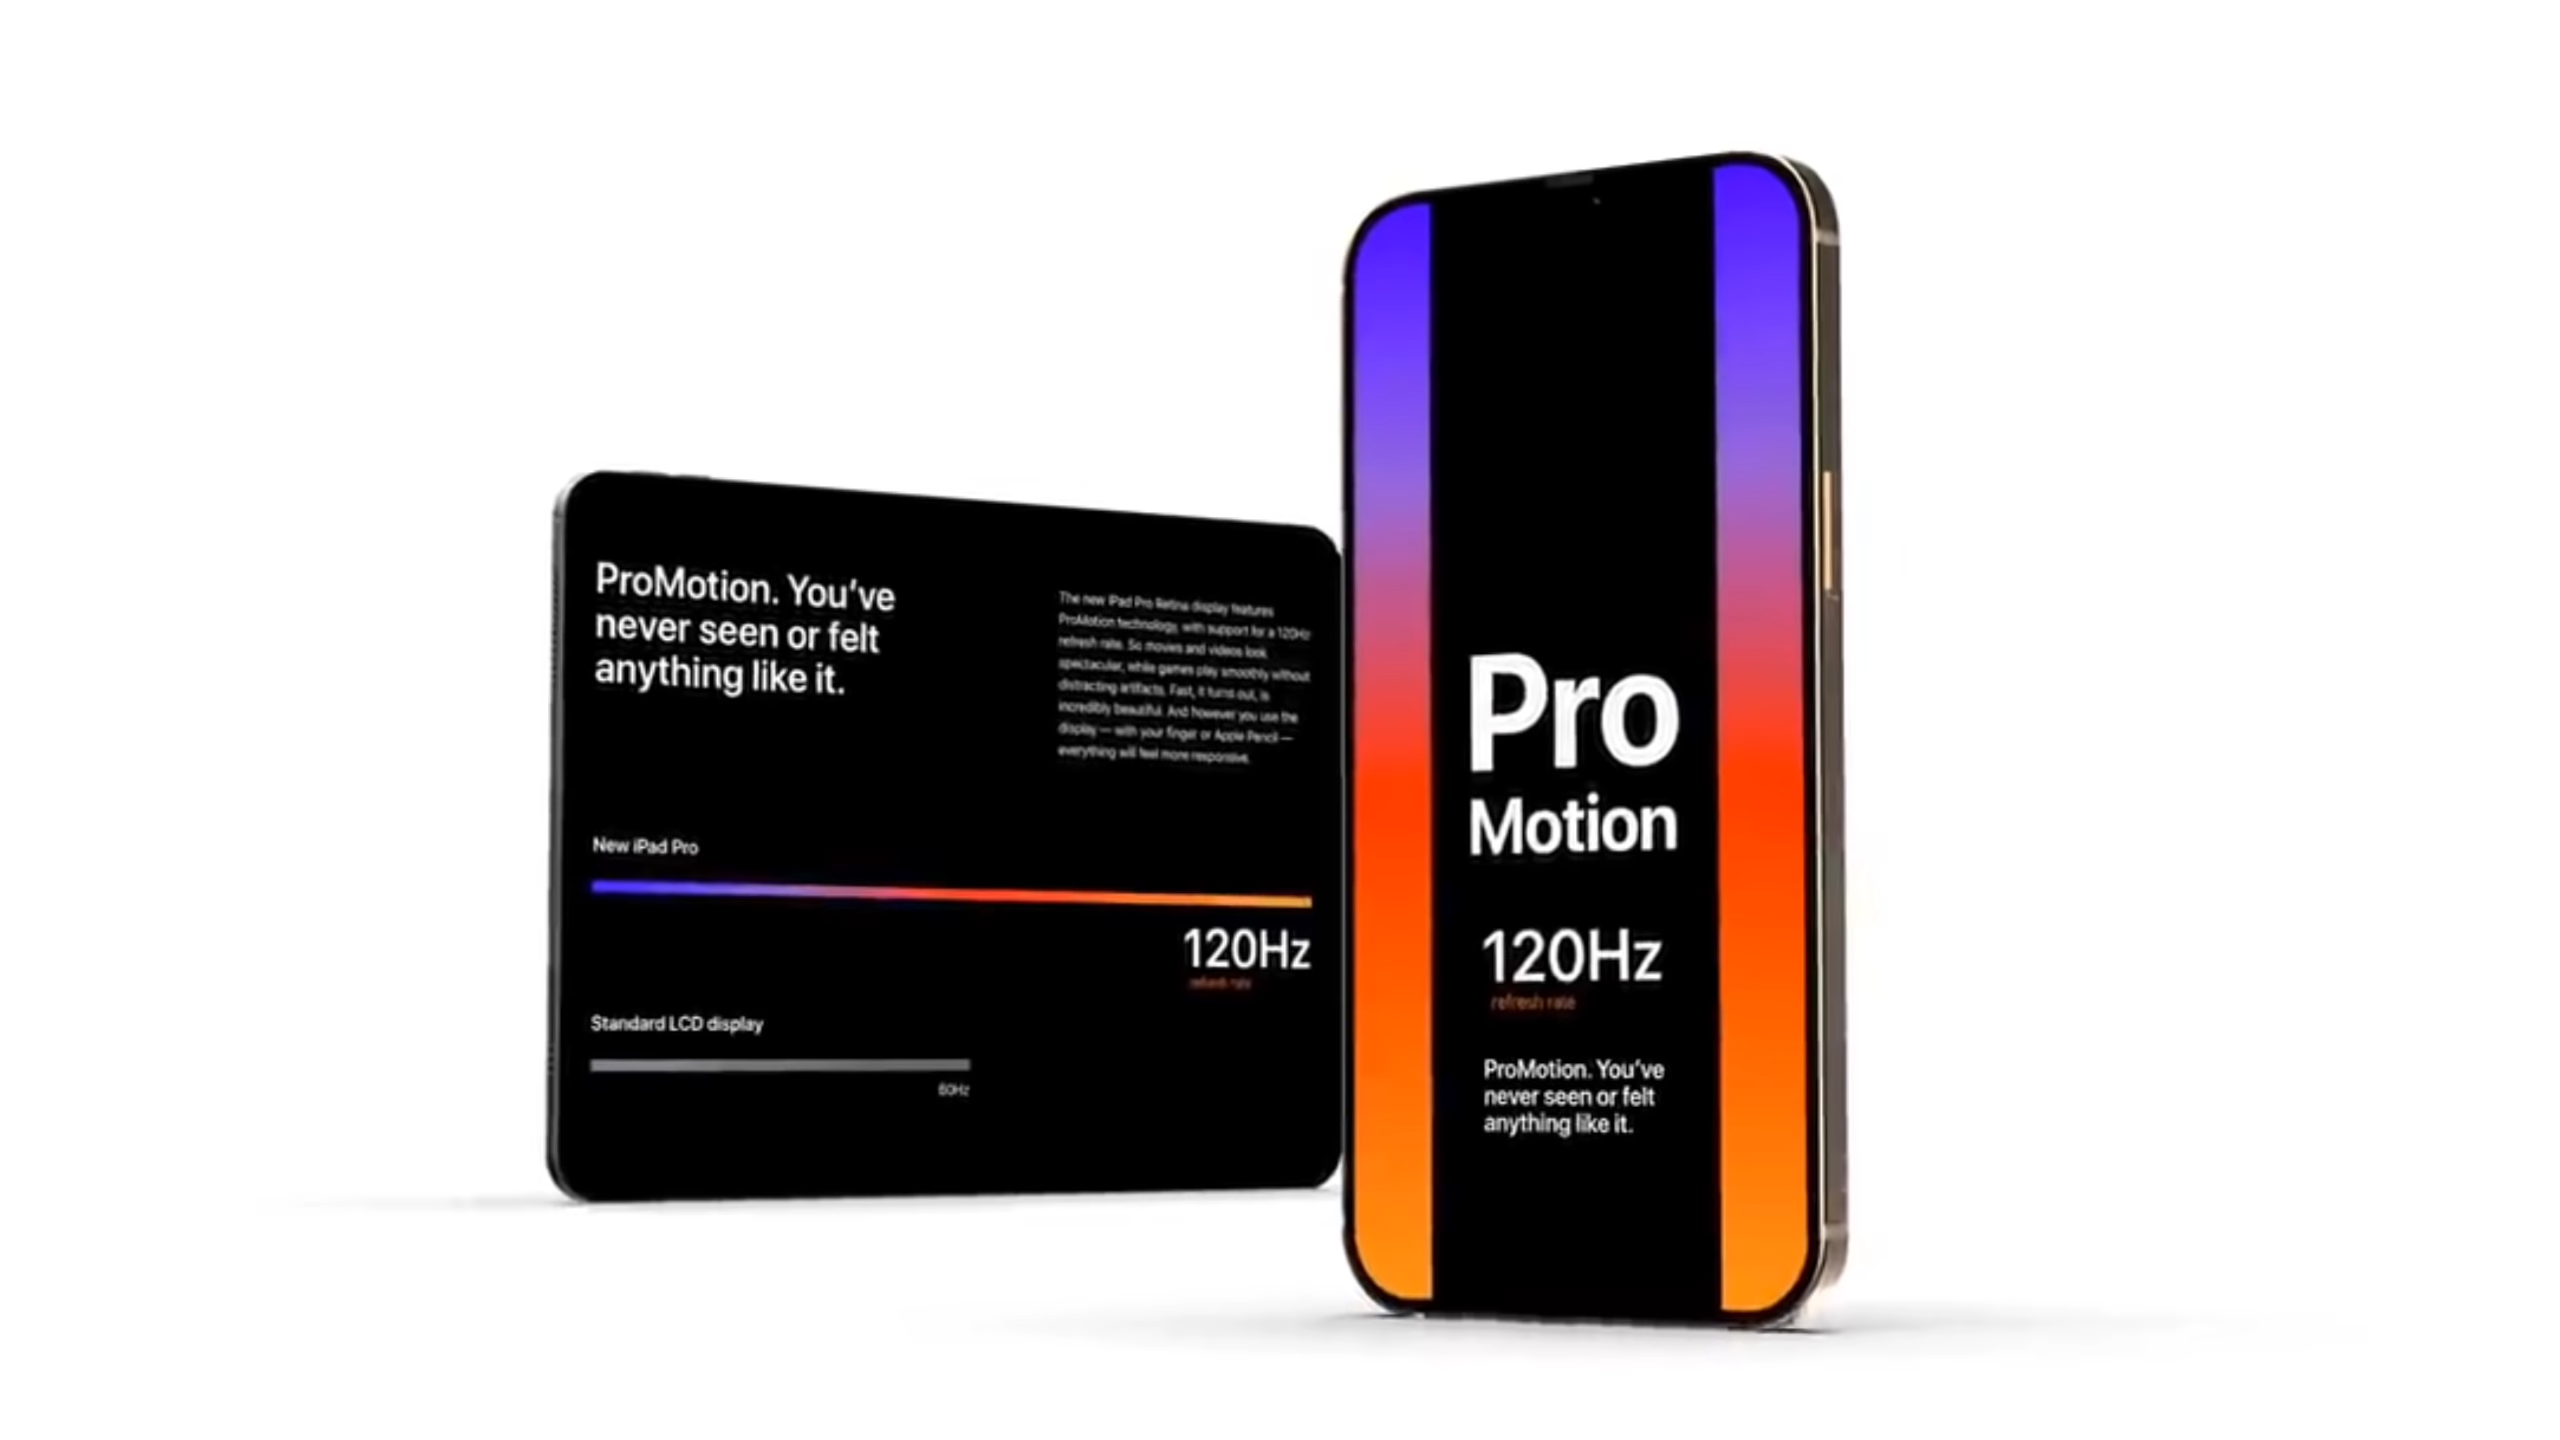 ProMotion. You've
never seen or felt
anything like it.
The new iPad Pro Retina display features
ProMotion technology, with support for a 120Hz
refresh rate. So movies and videos look
spectacular, while games play smoothly without
distracting artifacts. Fast, it turns out, is
incredibly beautiful. And however you use the
display — with your finger or Apple Pencil —
everything will feel more responsive.
New iPad Pro
120Hz
refresh rate
Standard LCD display
60Hz
Pro
Motion
120Hz
refresh rate
ProMotion. You've
never seen or felt
anything like it.